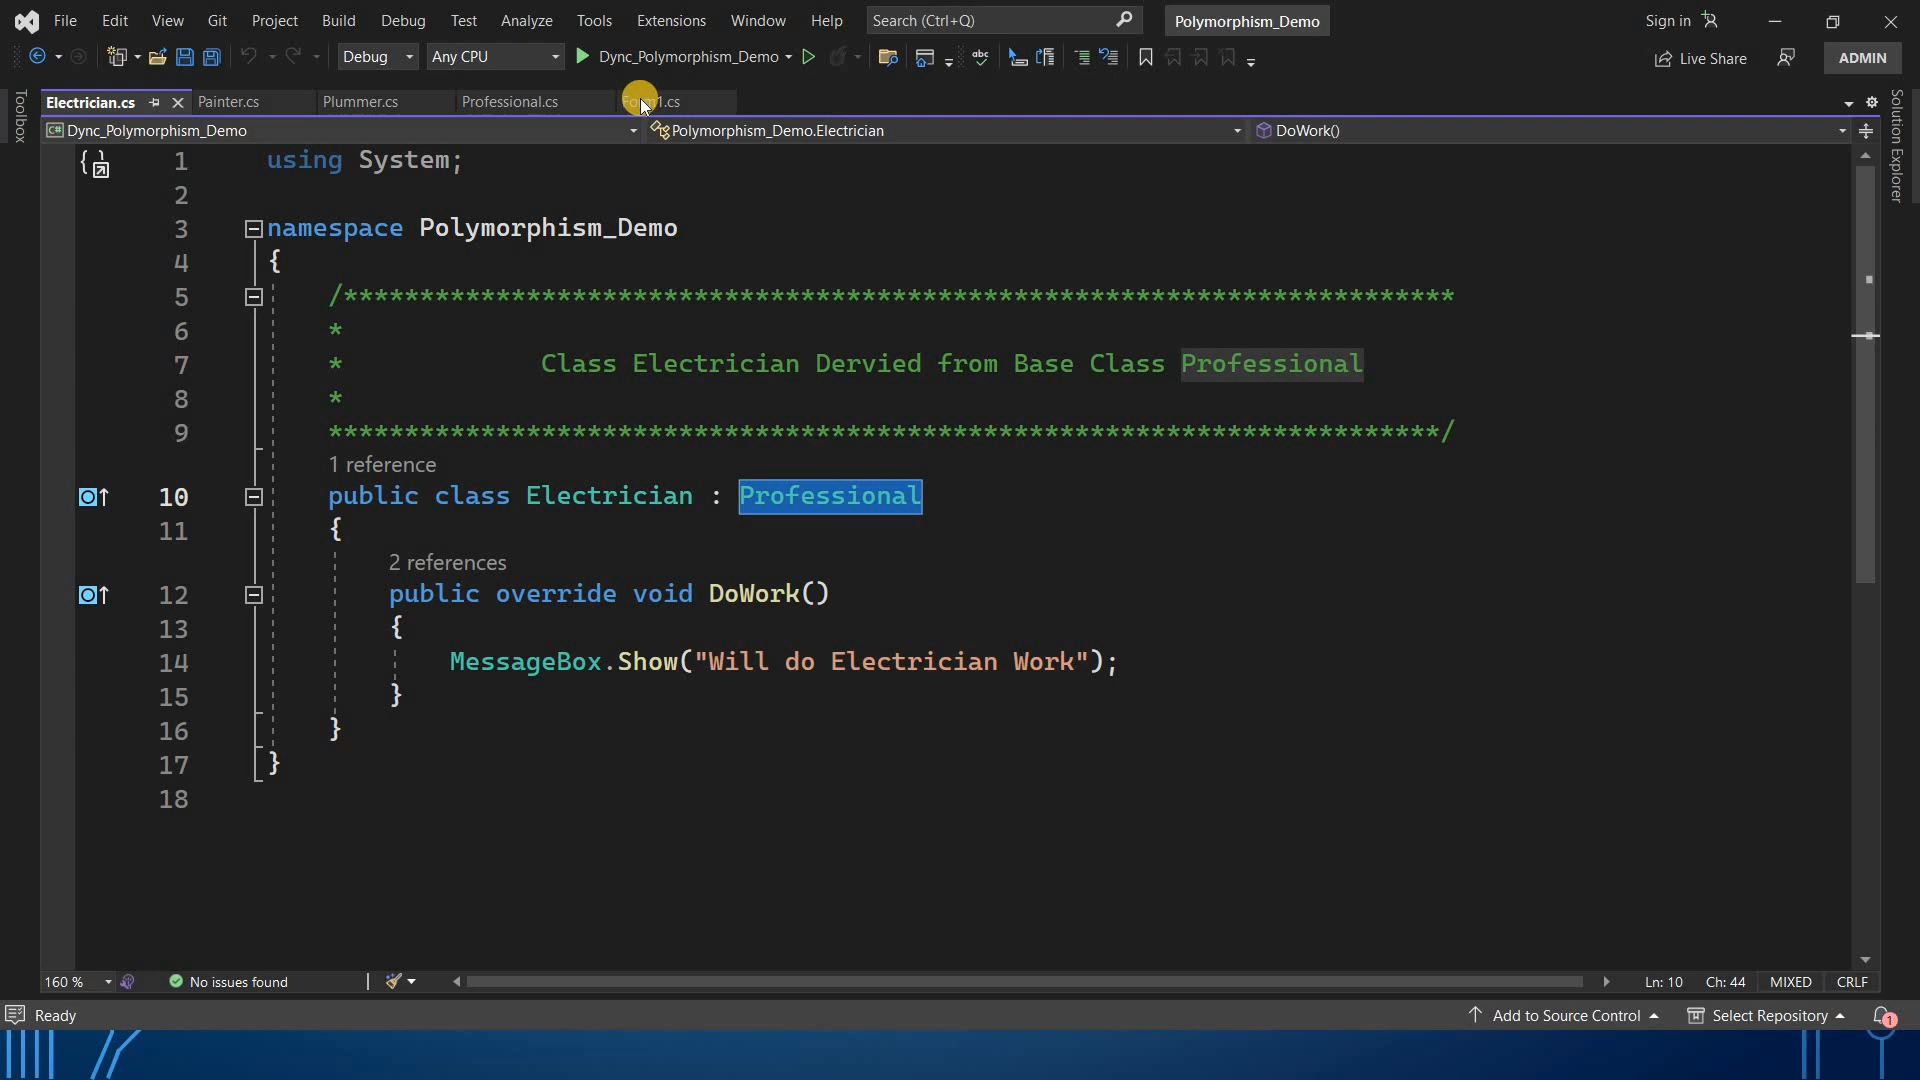 File Edit View Git Project Build Debug Test Analyze Tools Extensions Window Help Search (Ctrl+Q) Polymorphism_Demo Sign in
Debug Any CPU Dync_Polymorphism_Demo abc Live Share ADMIN
Toolbox
Electrician.cs Painter.cs Plummer.cs Professional.cs Form1.cs
Solution Explorer
C# Dync_Polymorphism_Demo Polymorphism_Demo.Electrician DoWork()
1 using System;
2
3 namespace Polymorphism_Demo
4 {
5 /*************************************************************************
6 *
7 * Class Electrician Dervied from Base Class Professional
8 *
9 *************************************************************************/
1 reference
10 public class Electrician : Professional
11 {
2 references
12 public override void DoWork()
13 {
14 MessageBox.Show("Will do Electrician Work");
15 }
16 }
17 }
18
160 % No issues found Ln: 10 Ch: 44 MIXED CRLF
Ready Add to Source Control Select Repository 1